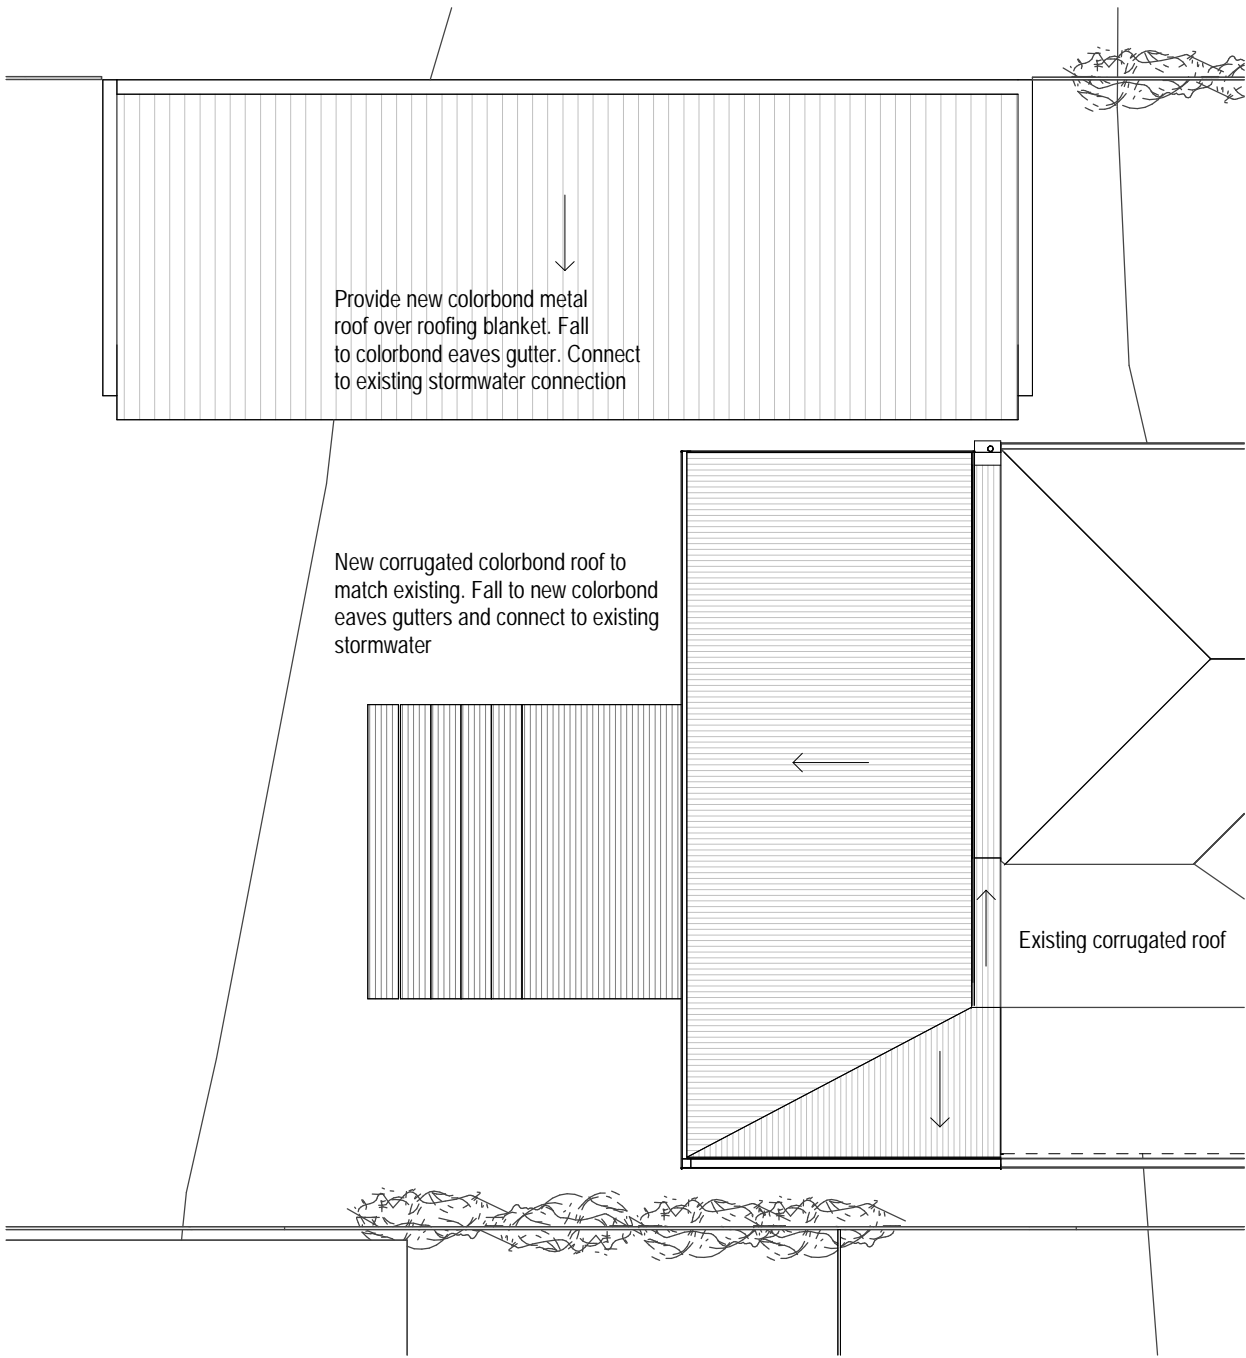 Provide new colorbond metal
roof over roofing blanket. Fall
to colorbond eaves gutter. Connect
to existing stormwater connection
New corrugated colorbond roof to
match existing. Fall to new colorbond
eaves gutters and connect to existing
stormwater
Existing corrugated roof